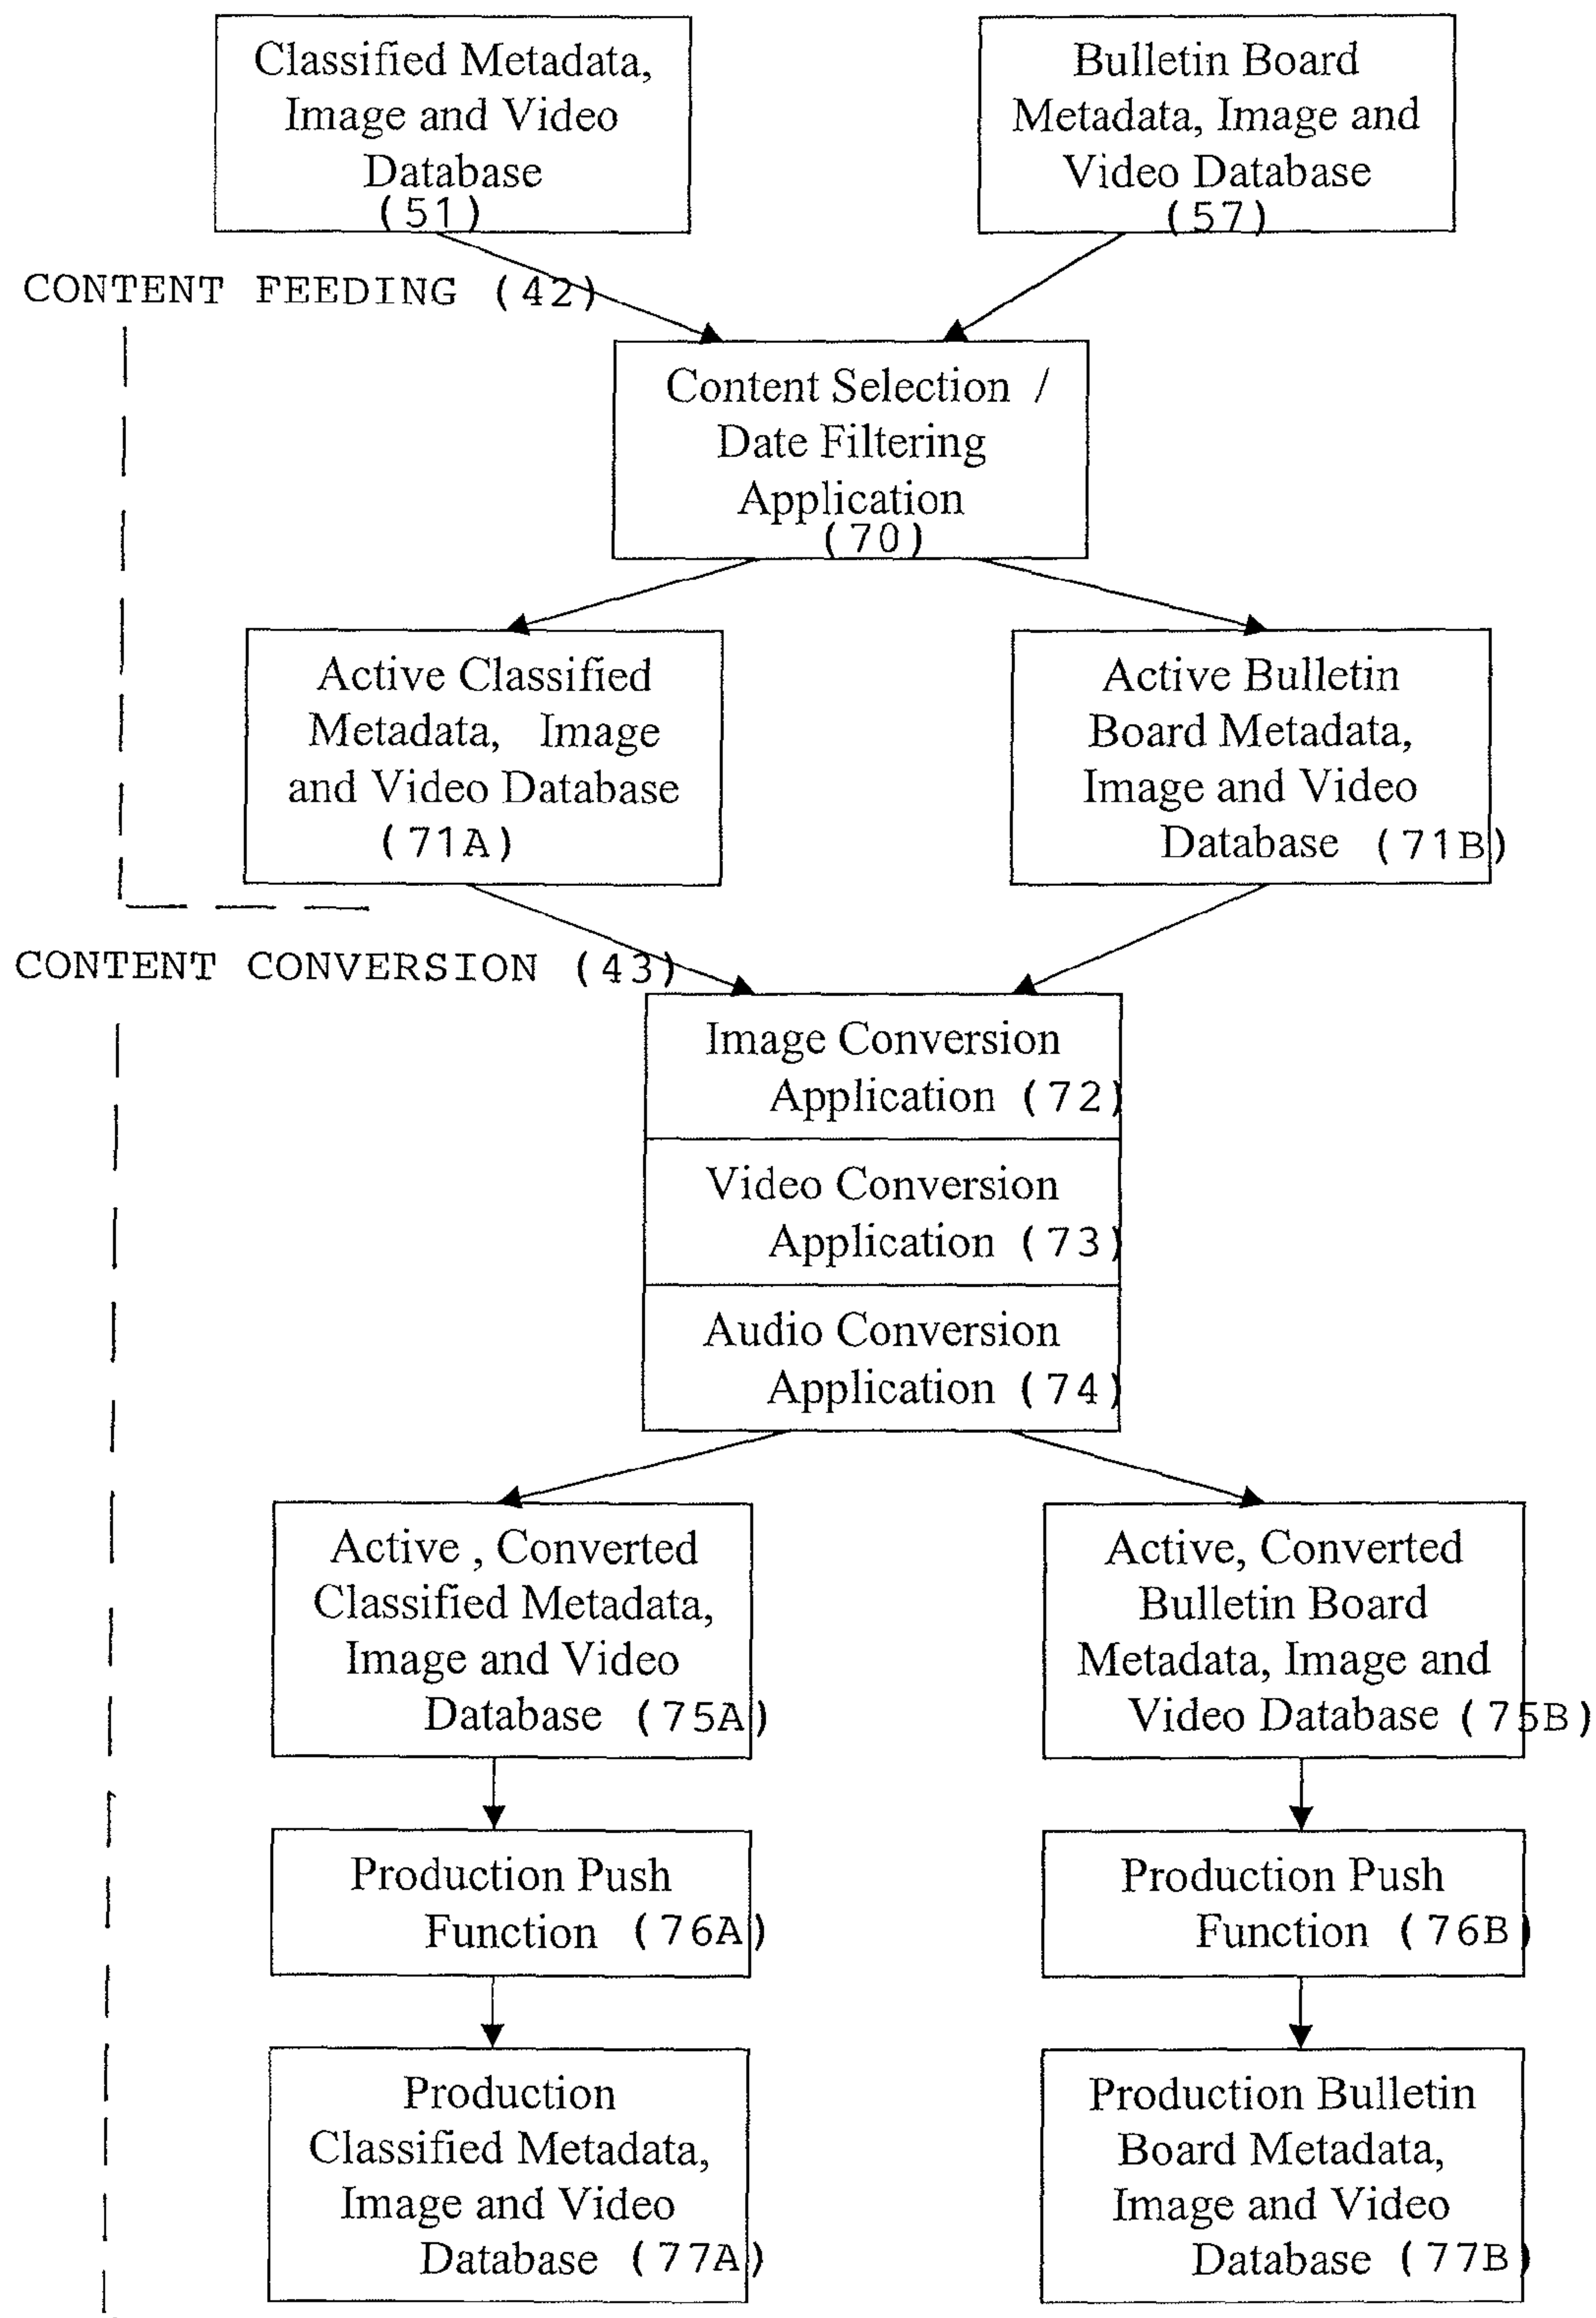 Classified Metadata,
Image and Video
Database
(51)
Bulletin Board
Metadata, Image and
Video Database
(57)
CONTENT FEEDING (42)
Content Selection /
Date Filtering
Application
(70)
Active Classified
Metadata, Image
and Video Database
(71A)
Active Bulletin
Board Metadata,
Image and Video
Database (71B)
CONTENT CONVERSION (43)
Image Conversion
Application (72)
Video Conversion
Application (73)
Audio Conversion
Application (74)
Active , Converted
Classified Metadata,
Image and Video
Database (75A)
Active, Converted
Bulletin Board
Metadata, Image and
Video Database (75B)
Production Push
Function (76A)
Production Push
Function (76B)
Production
Classified Metadata,
Image and Video
Database (77A)
Production Bulletin
Board Metadata,
Image and Video
Database (77B)